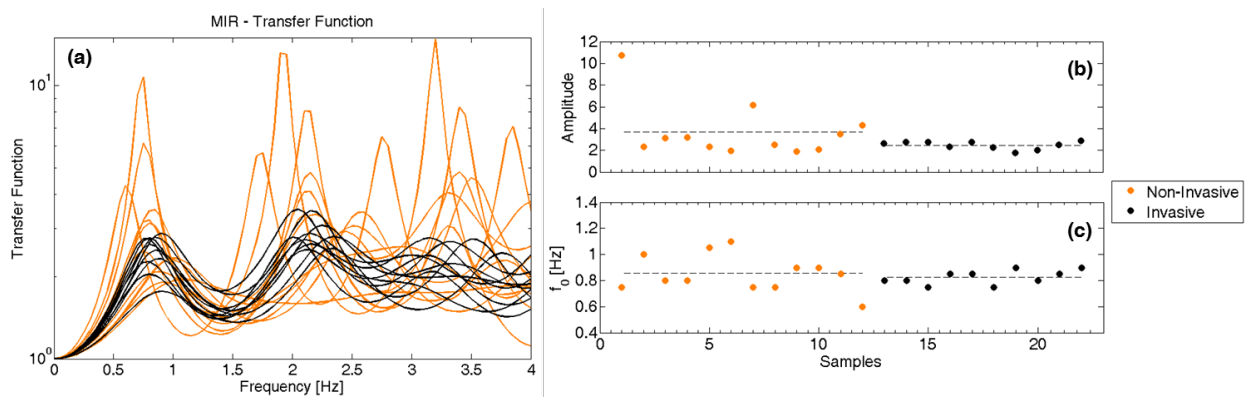 MIR - Transfer Function
(a)
Transfer Function
10¹
10⁰
0 0.5 1 1.5 2 2.5 3 3.5 4
Frequency [Hz]
(b)
Amplitude
12
10
8
6
4
2
0
(c)
f₀ [Hz]
1.4
1.2
1
0.8
0.6
0.4
0 5 10 15 20
Samples
Non-Invasive
Invasive